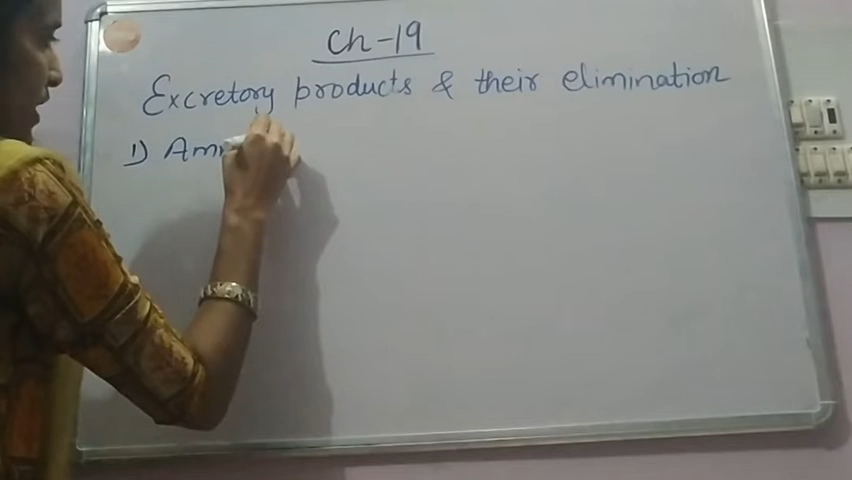 Ch-19
Excretory products & their elimination
1) Am